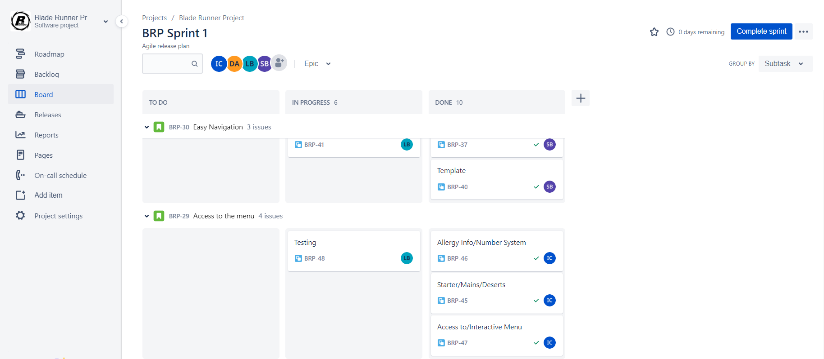 Blade Runner Pr
Software project
Roadmap
Backlog
Board
Releases
Reports
Pages
On-call schedule
Add item
Project settings
Projects / Blade Runner Project
BRP Sprint 1
Agile release plan
0 days remaining
Complete sprint
IC DA LB SB
Epic
GROUP BY Subtask
TO DO
IN PROGRESS 6
DONE 10
BRP-30 Easy Navigation 3 issues
BRP-41 LB
BRP-37 SB
Template
BRP-40 SB
BRP-29 Access to the menu 4 issues
Testing
BRP-48 LB
Allergy Info/Number System
BRP-46 IC
Starter/Mains/Deserts
BRP-45 IC
Access to/Interactive Menu
BRP-47 IC